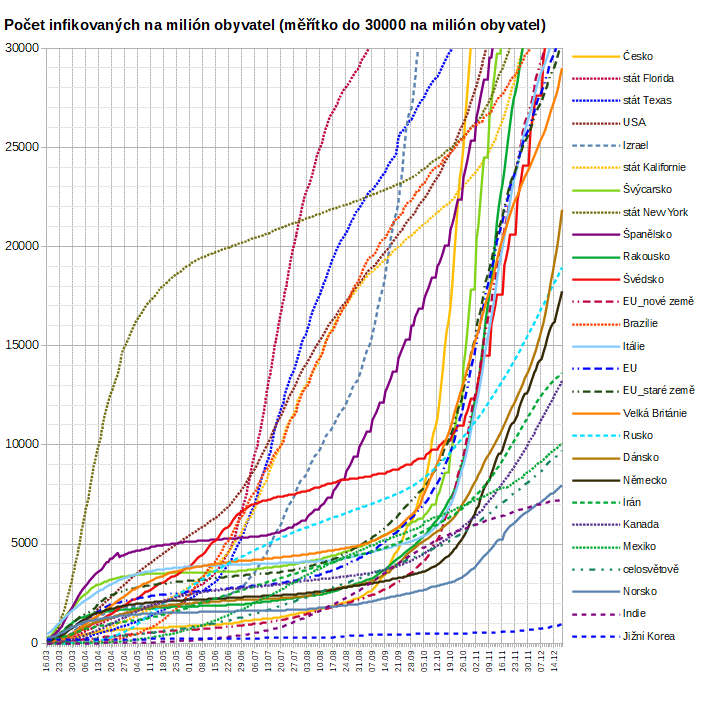 Počet infikovaných na milión obyvatel (měřítko do 30000 na milión obyvatel)
30000
25000
20000
15000
10000
5000
0
16.03
23.03
30.03
06.04
13.04
20.04
27.04
04.05
11.05
18.05
25.05
01.06
08.06
15.06
22.06
29.06
06.07
13.07
20.07
27.07
03.08
10.08
17.08
24.08
31.08
07.09
14.09
21.09
28.09
05.10
12.10
19.10
26.10
02.11
09.11
16.11
23.11
30.11
07.12
14.12
Česko
stát Florida
stát Texas
USA
Izrael
stát Kalifornie
Švýcarsko
stát New York
Španělsko
Rakousko
Švédsko
EU_nové země
Brazílie
Itálie
EU
EU_staré země
Velká Británie
Rusko
Dánsko
Německo
Irán
Kanada
Mexiko
celosvětově
Norsko
Indie
Jižní Korea